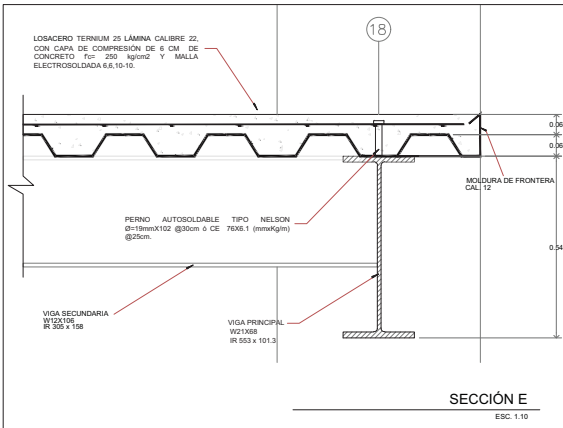 LOSACERO TERNIUM 25 LÁMINA CALIBRE 22,
CON CAPA DE COMPRESIÓN DE 6 CM DE
CONCRETO f'c= 250 kg/cm2 Y MALLA
ELECTROSOLDADA 6,6,10-10.
18
0.06
0.06
MOLDURA DE FRONTERA
CAL. 12
PERNO AUTOSOLDABLE TIPO NELSON
Ø=19mmX102 @30cm ó CE 76X6.1 (mmxKg/m)
@25cm.
0.54
VIGA SECUNDARIA
W12X106
IR 305 x 158
VIGA PRINCIPAL
W21X68
IR 553 x 101.3
SECCIÓN E
ESC. 1.10